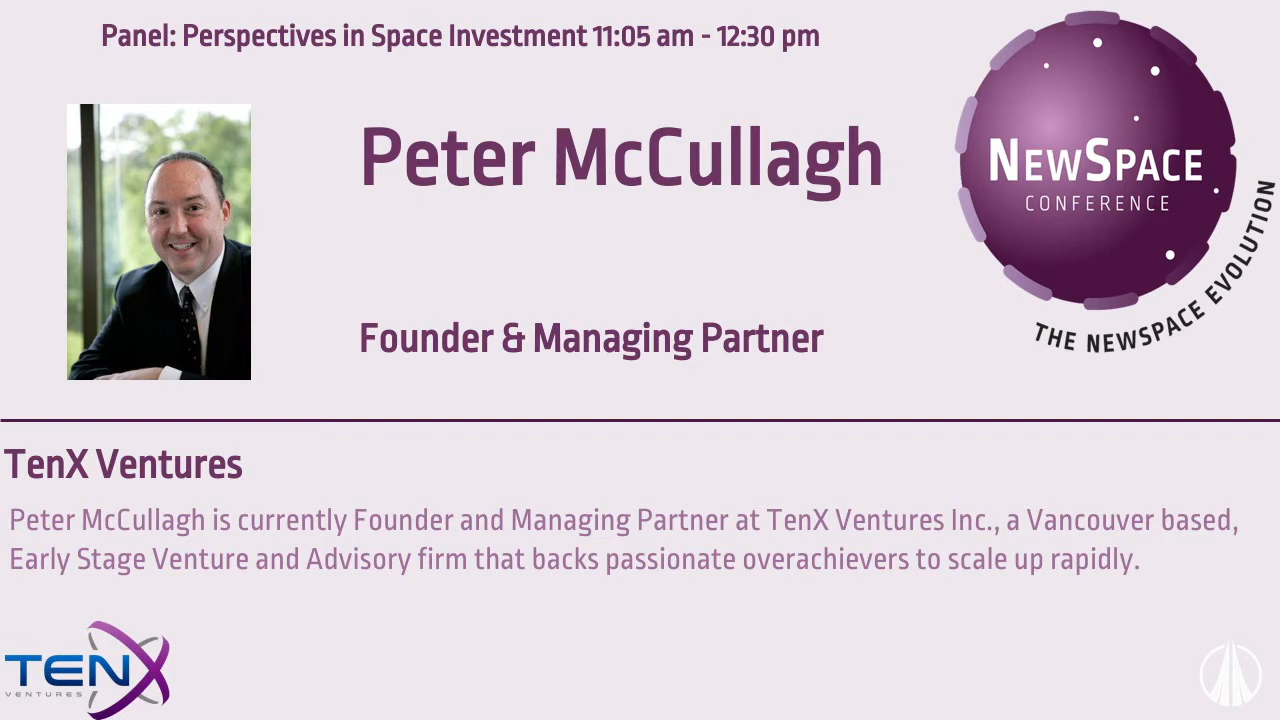 Panel: Perspectives in Space Investment 11:05 am - 12:30 pm
Peter McCullagh
NEWSPACE
CONFERENCE
THE NEWSPACE EVOLUTION
Founder & Managing Partner
TenX Ventures
Peter McCullagh is currently Founder and Managing Partner at TenX Ventures Inc., a Vancouver based,
Early Stage Venture and Advisory firm that backs passionate overachievers to scale up rapidly.
TENX
VENTURES